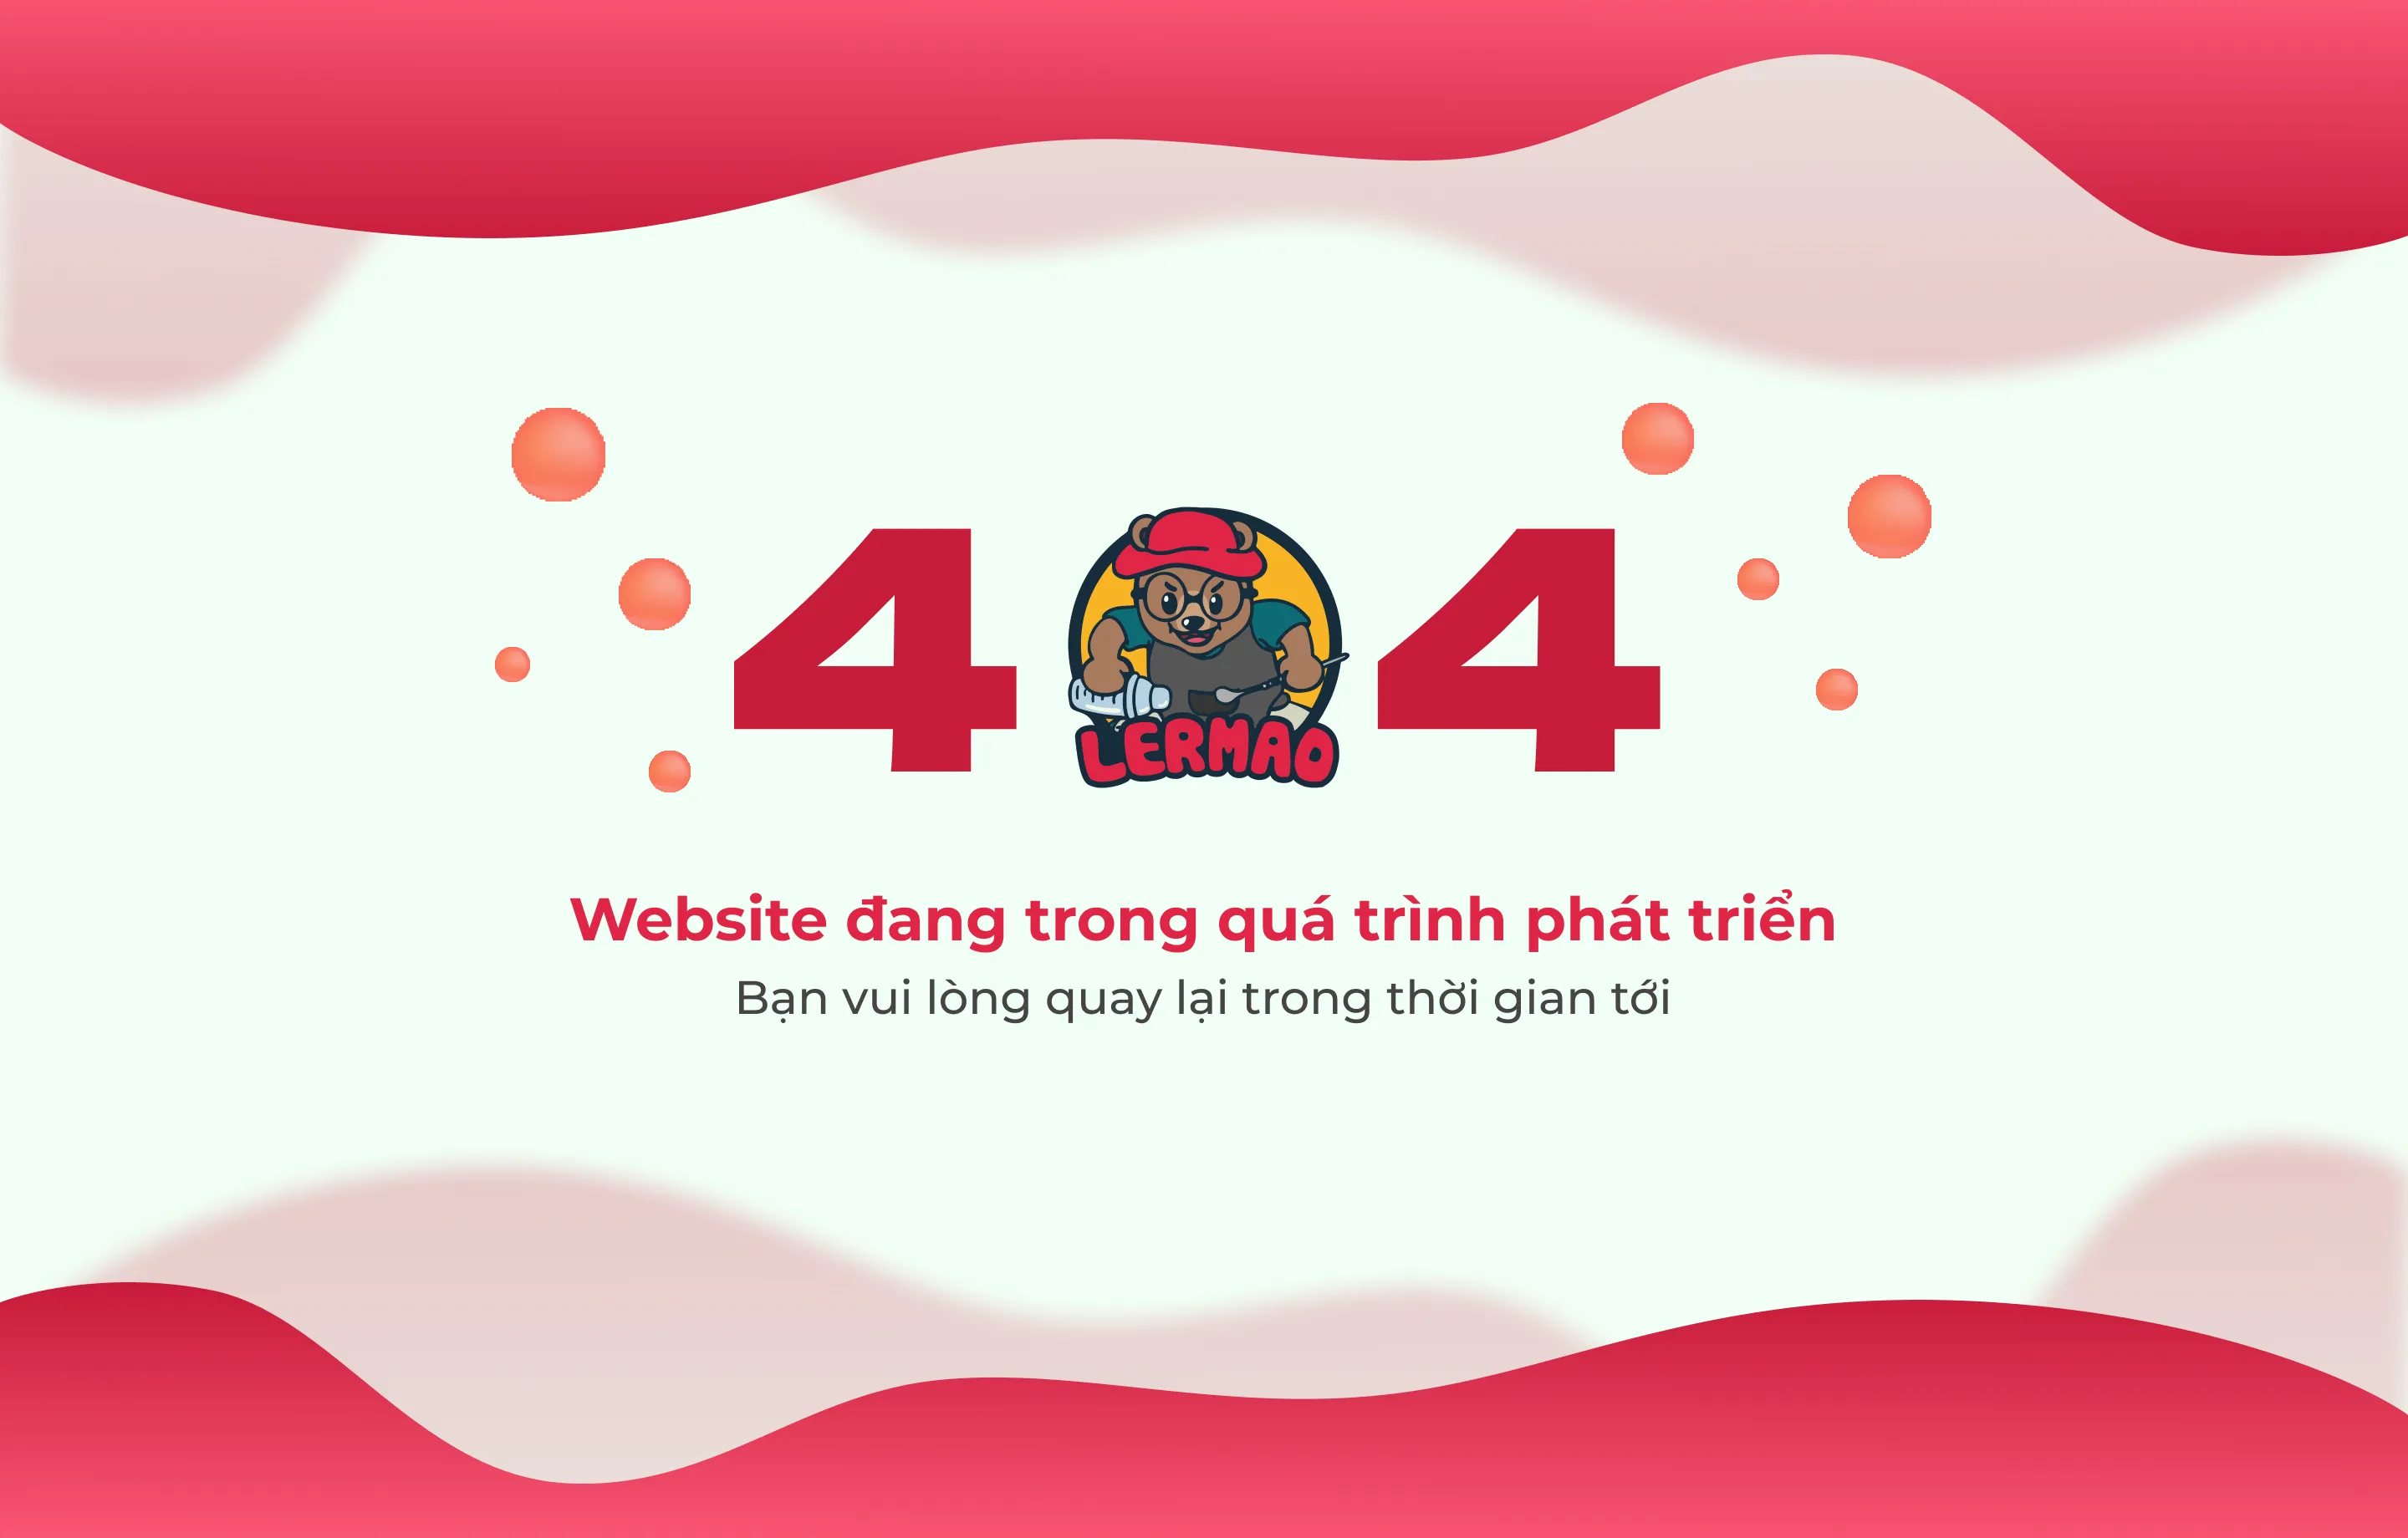 4 4
LERMAO
Website đang trong quá trình phát triển
Bạn vui lòng quay lại trong thời gian tới